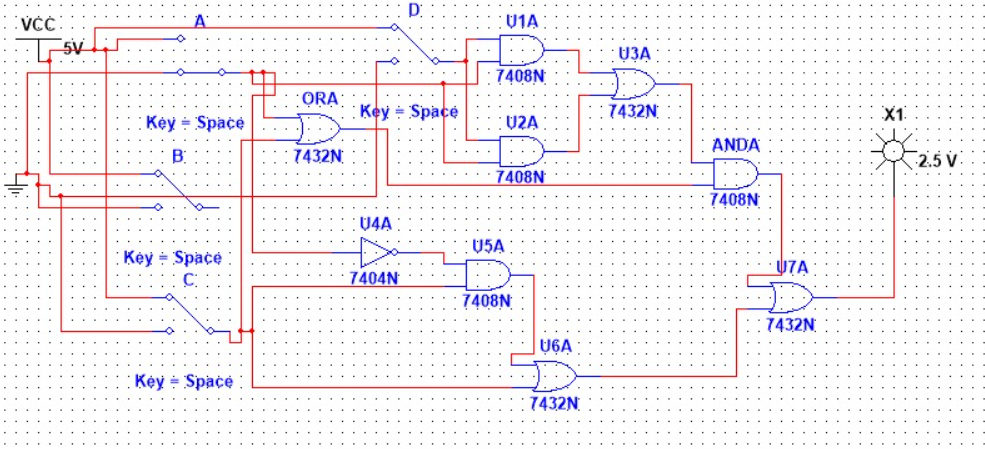 VCC
5V
A
D
U1A
7408N
U3A
7432N
Key = Space
ORA
7432N
Key = Space
U2A
7408N
X1
2.5 V
ANDA
7408N
B
Key = Space
U4A
7404N
U5A
7408N
C
U7A
7432N
Key = Space
U6A
7432N